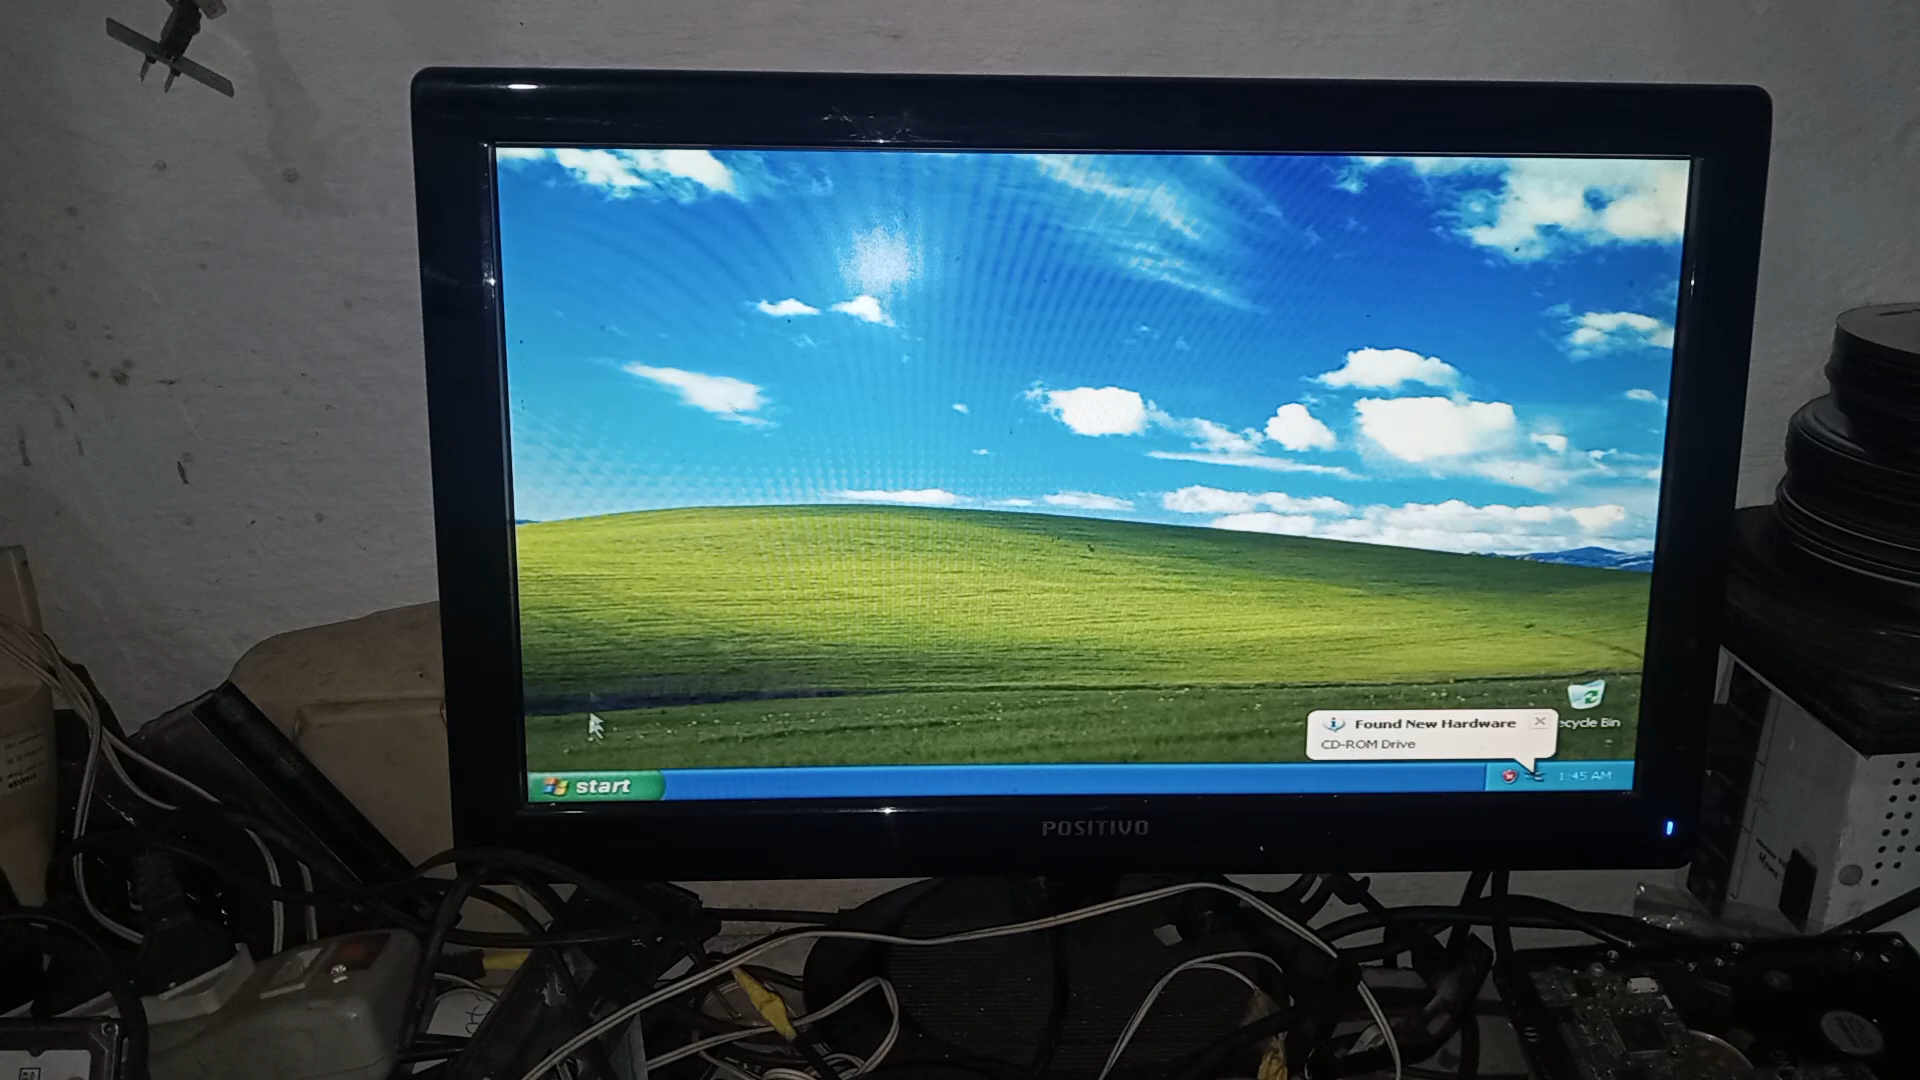 ecycle Bin
Found New Hardware
CD-ROM Drive
start
1:45 AM
POSITIVO